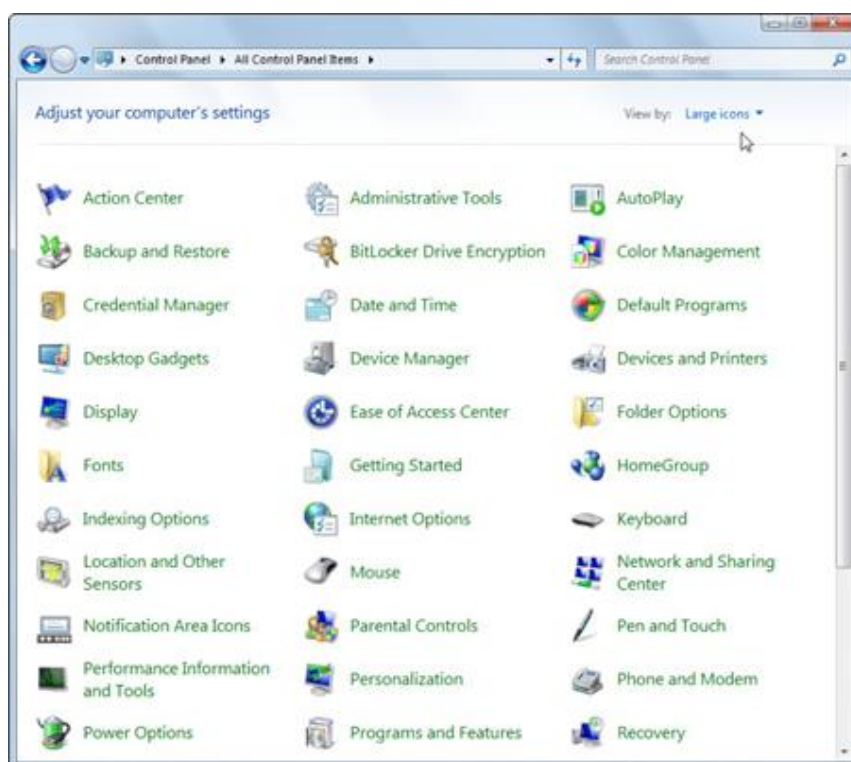 Control Panel All Control Panel Items Search Control Panel
Adjust your computer's settings View by: Large icons
Action Center Administrative Tools AutoPlay
Backup and Restore BitLocker Drive Encryption Color Management
Credential Manager Date and Time Default Programs
Desktop Gadgets Device Manager Devices and Printers
Display Ease of Access Center Folder Options
Fonts Getting Started HomeGroup
Indexing Options Internet Options Keyboard
Location and Other
Sensors
Mouse
Network and Sharing
Center
Notification Area Icons Parental Controls Pen and Touch
Performance Information
and Tools
Personalization Phone and Modem
Power Options Programs and Features Recovery